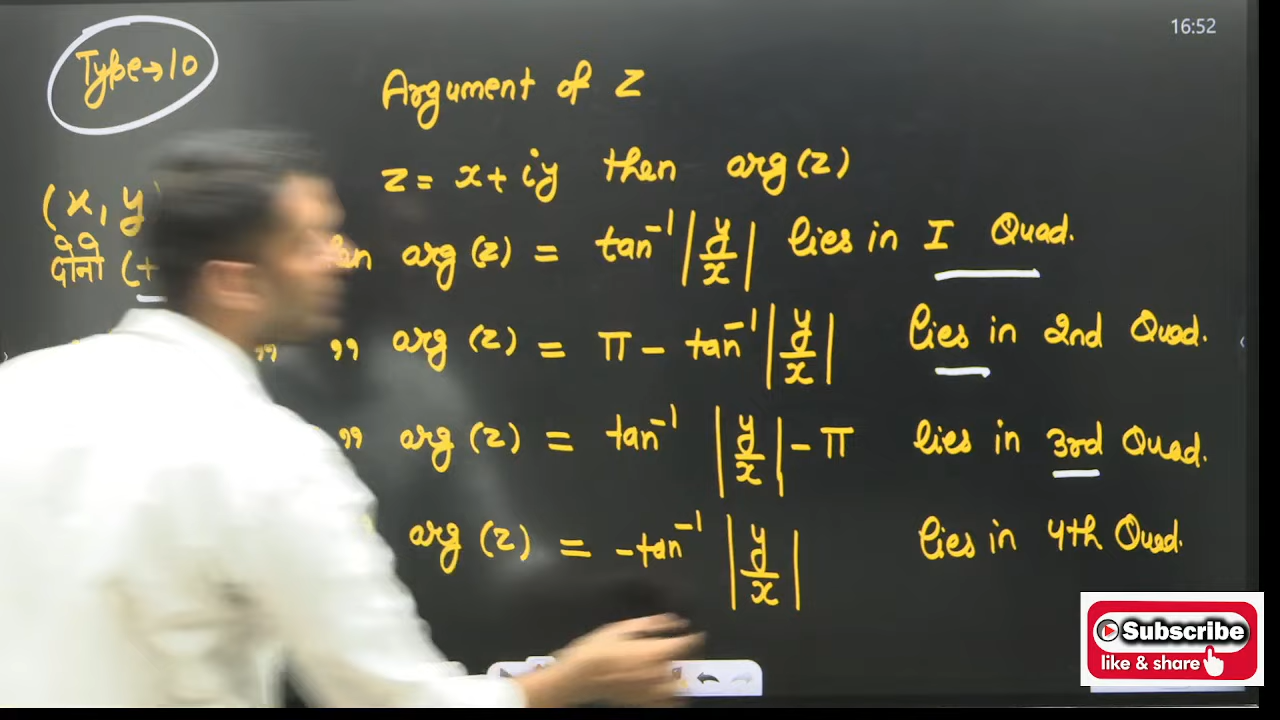 16:52
Type→10
Argument of Z
z = x + iy then arg(z)
(x, y
दोनो (+ arg(z) = tan⁻¹|y/x| lies in I Quad.
,, ,, arg(z) = π - tan⁻¹|y/x| lies in 2nd Quad.
,, arg(z) = tan⁻¹|y/x| - π lies in 3rd Quad.
arg(z) = -tan⁻¹|y/x| lies in 4th Quad.
Subscribe
like & share